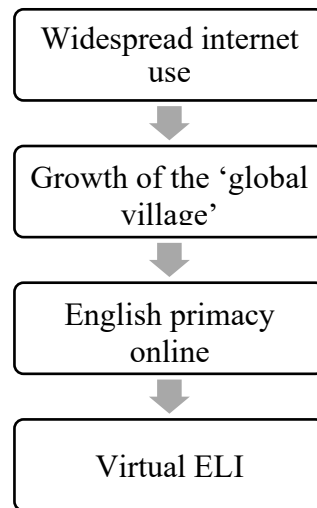 Widespread internet
use
Growth of the ‘global
village’
English primacy
online
Virtual ELI